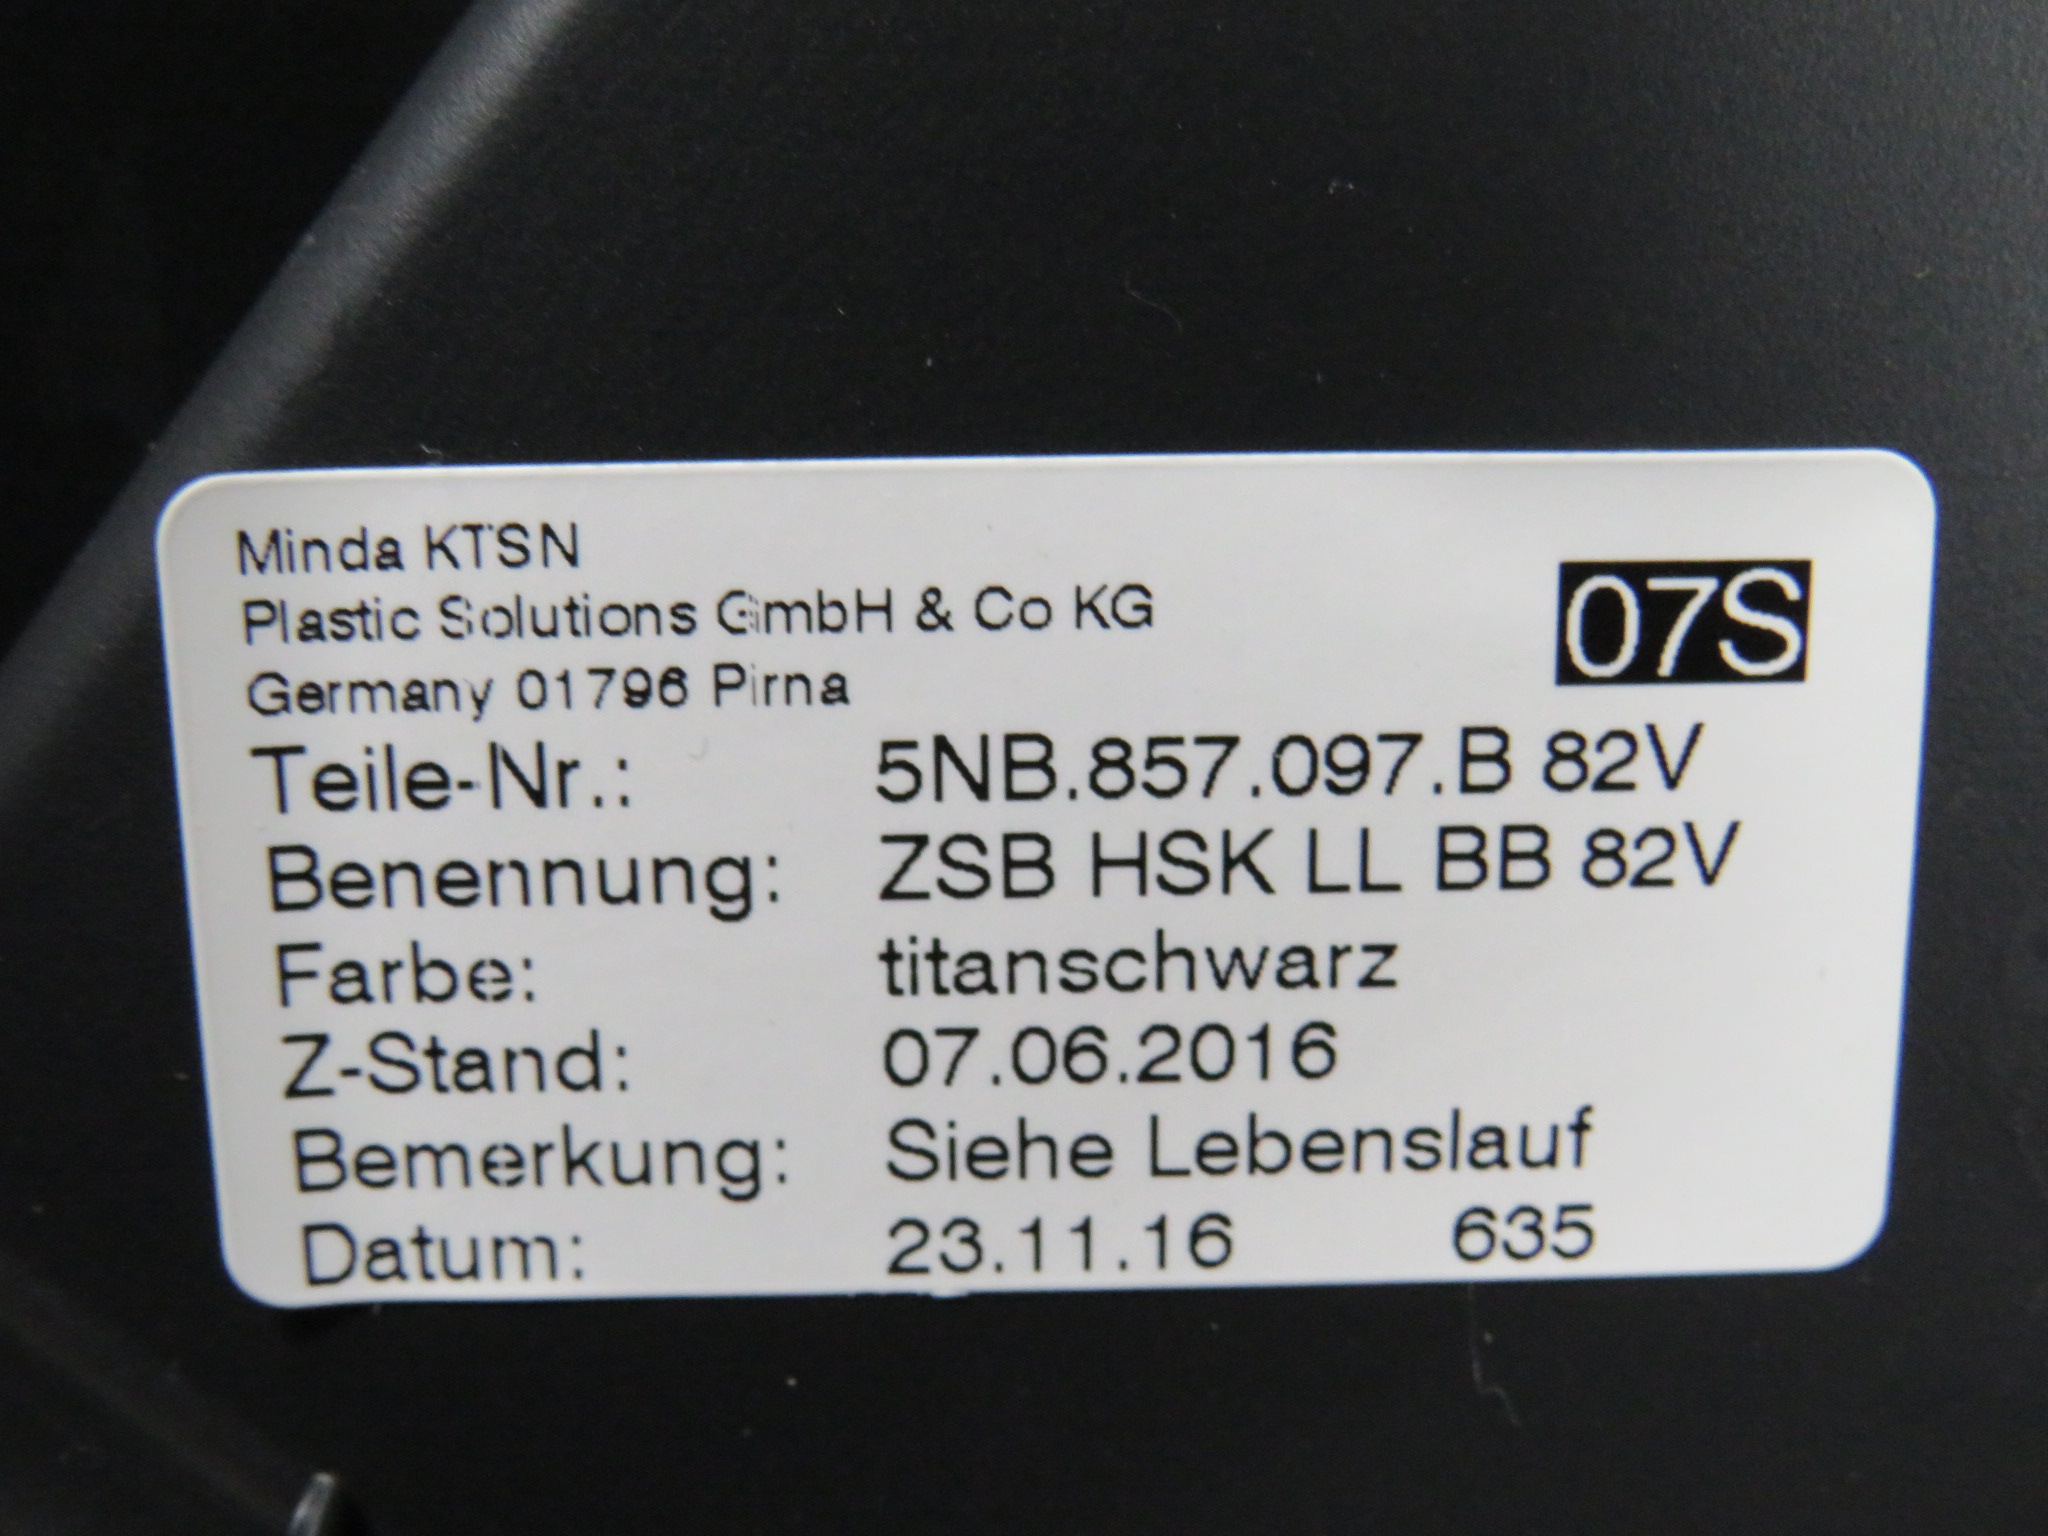 Minda KTSN
Plastic Solutions GmbH & Co KG
Germany 01796 Pirna
07S
Teile-Nr.: 5NB.857.097.B 82V
Benennung: ZSB HSK LL BB 82V
Farbe: titanschwarz
Z-Stand: 07.06.2016
Bemerkung: Siehe Lebenslauf
Datum: 23.11.16 635